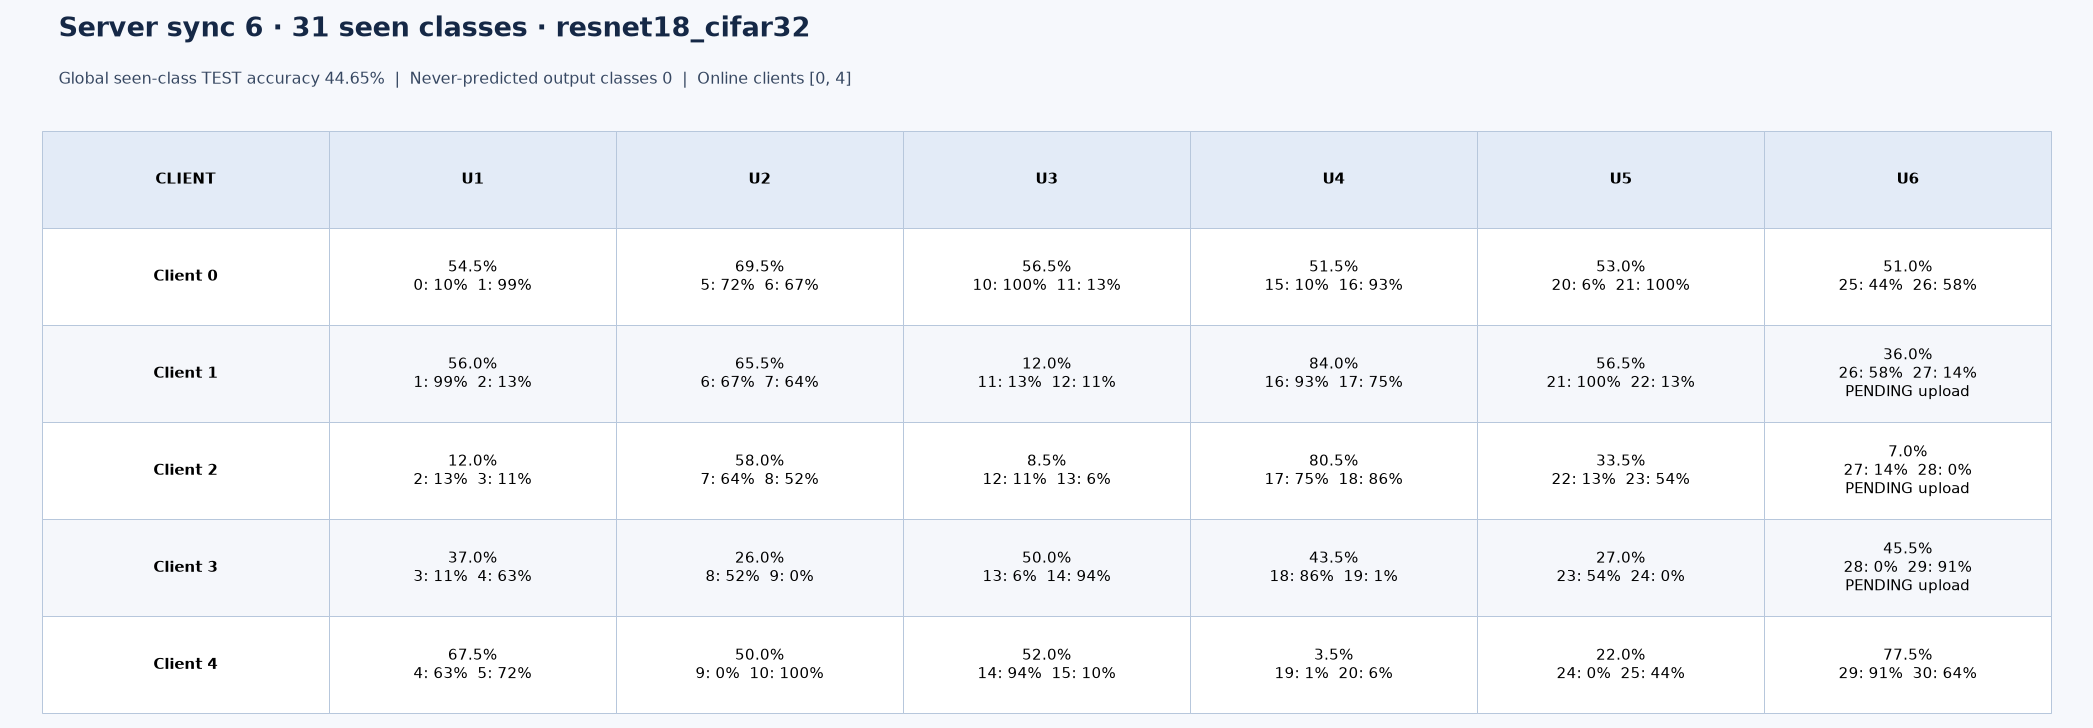 Server sync 6 · 31 seen classes · resnet18_cifar32
Global seen-class TEST accuracy 44.65% | Never-predicted output classes 0 | Online clients [0, 4]
CLIENT U1 U2 U3 U4 U5 U6
Client 0
54.5%
0: 10% 1: 99%
69.5%
5: 72% 6: 67%
56.5%
10: 100% 11: 13%
51.5%
15: 10% 16: 93%
53.0%
20: 6% 21: 100%
51.0%
25: 44% 26: 58%
Client 1
56.0%
1: 99% 2: 13%
65.5%
6: 67% 7: 64%
12.0%
11: 13% 12: 11%
84.0%
16: 93% 17: 75%
56.5%
21: 100% 22: 13%
36.0%
26: 58% 27: 14%
PENDING upload
Client 2
12.0%
2: 13% 3: 11%
58.0%
7: 64% 8: 52%
8.5%
12: 11% 13: 6%
80.5%
17: 75% 18: 86%
33.5%
22: 13% 23: 54%
7.0%
27: 14% 28: 0%
PENDING upload
Client 3
37.0%
3: 11% 4: 63%
26.0%
8: 52% 9: 0%
50.0%
13: 6% 14: 94%
43.5%
18: 86% 19: 1%
27.0%
23: 54% 24: 0%
45.5%
28: 0% 29: 91%
PENDING upload
Client 4
67.5%
4: 63% 5: 72%
50.0%
9: 0% 10: 100%
52.0%
14: 94% 15: 10%
3.5%
19: 1% 20: 6%
22.0%
24: 0% 25: 44%
77.5%
29: 91% 30: 64%